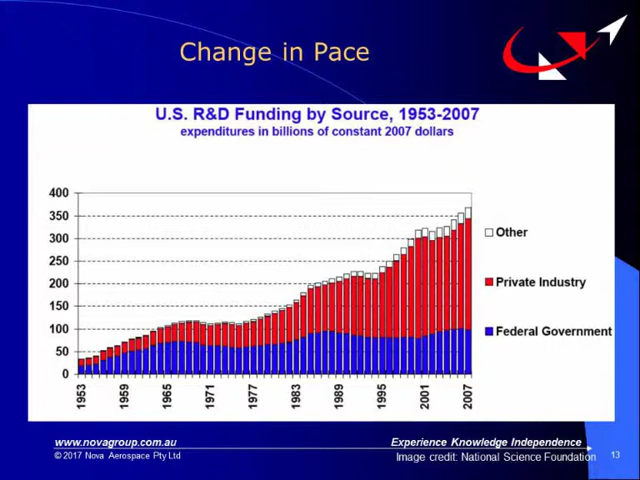 Change in Pace
U.S. R&D Funding by Source, 1953-2007
expenditures in billions of constant 2007 dollars
400
350
300
250
200
150
100
50
0
Other
Private Industry
Federal Government
1953
1959
1965
1971
1977
1983
1989
1995
2001
2007
www.novagroup.com.au
Experience Knowledge Independence
© 2017 Nova Aerospace Pty Ltd
Image credit: National Science Foundation
13